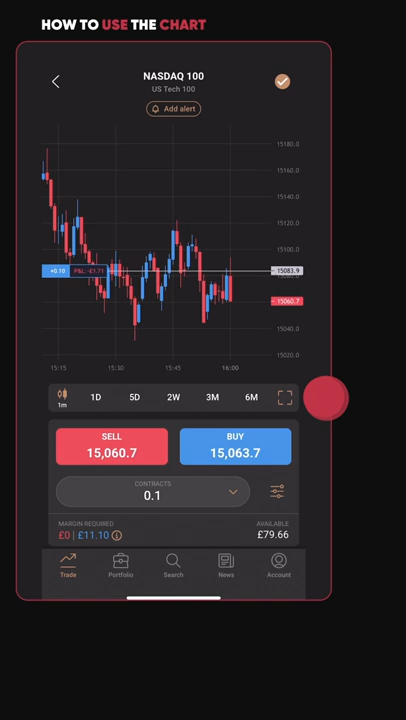 HOW TO USE THE CHART
NASDAQ 100
US Tech 100
Add alert
15180.0
15160.0
15140.0
15120.0
15100.0
+0.10 P&L: -£1.71
15083.9
15060.7
15040.0
15020.0
15:15 15:30 15:45 16:00
1m 1D 5D 2W 3M 6M
SELL
15,060.7
BUY
15,063.7
CONTRACTS
0.1
MARGIN REQUIRED
£0 | £11.10
AVAILABLE
£79.66
Trade Portfolio Search News Account